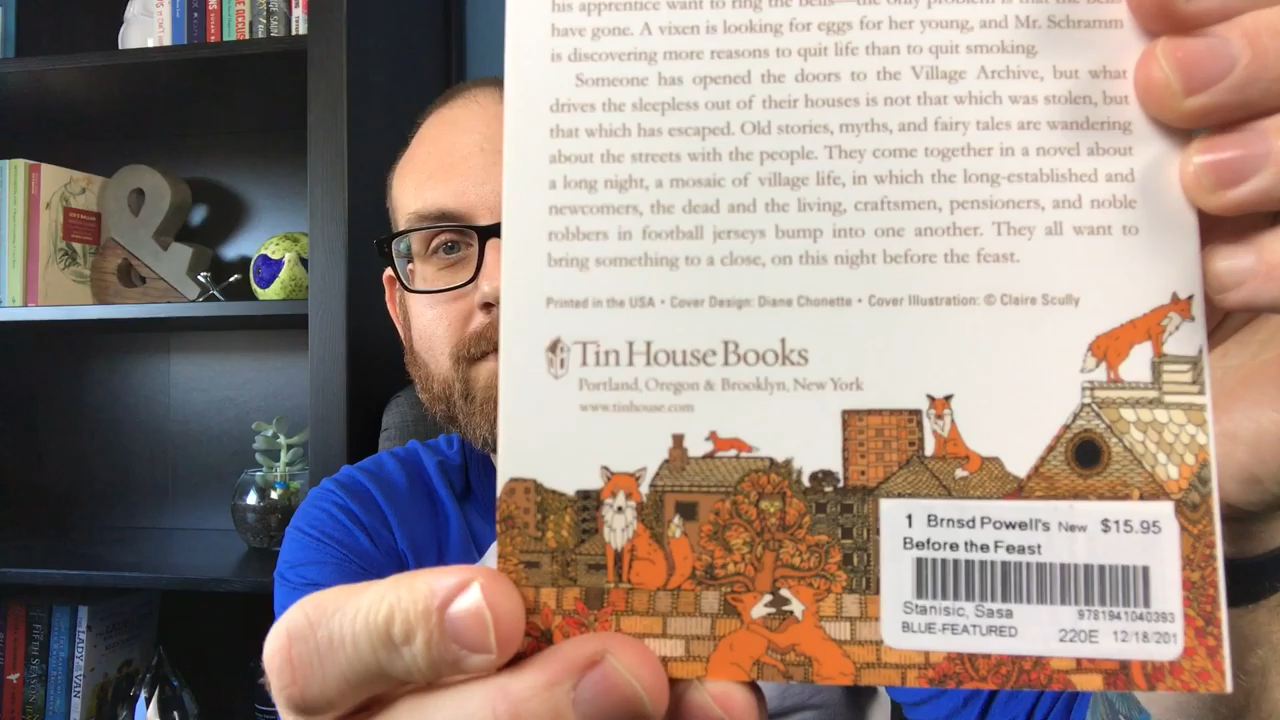 his apprentice want to ring the bells—the only problem is that the bells
have gone. A vixen is looking for eggs for her young, and Mr. Schramm
is discovering more reasons to quit life than to quit smoking.
Someone has opened the doors to the Village Archive, but what
drives the sleepless out of their houses is not that which was stolen, but
that which has escaped. Old stories, myths, and fairy tales are wandering
about the streets with the people. They come together in a novel about
a long night, a mosaic of village life, in which the long-established and
newcomers, the dead and the living, craftsmen, pensioners, and noble
robbers in football jerseys bump into one another. They all want to
bring something to a close, on this night before the feast.
Printed in the USA • Cover Design: Diane Chonette • Cover Illustration: © Claire Scully
Tin House Books
Portland, Oregon & Brooklyn, New York
www.tinhouse.com
1 Brnsd Powell's New $15.95
Before the Feast
Stanisic, Sasa 9781941040393
BLUE-FEATURED 220E 12/18/201
&
FIFTH SEASON
LADY VAN